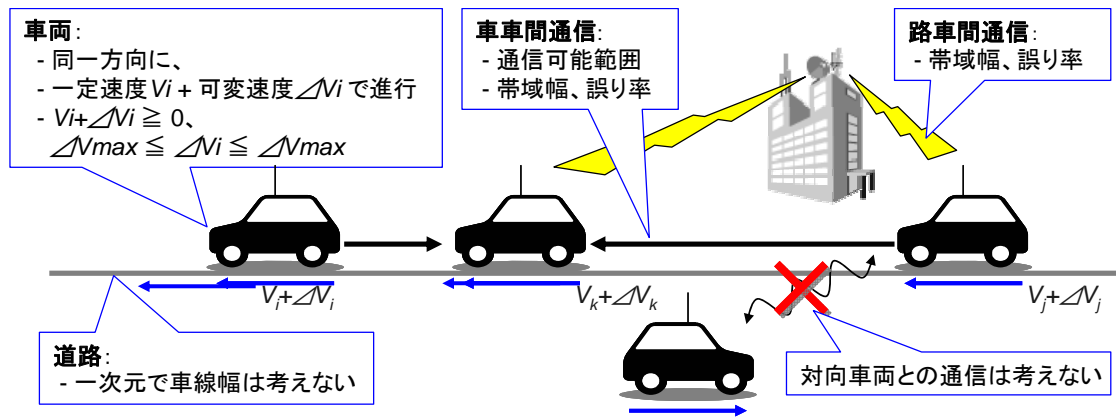 車両:
- 同一方向に、
- 一定速度Vi + 可変速度⊿Vi で進行
- Vi+⊿Vi ≧ 0、
⊿Vmax ≦ ⊿Vi ≦ ⊿Vmax
車車間通信:
- 通信可能範囲
- 帯域幅、誤り率
路車間通信:
- 帯域幅、誤り率
Vi+⊿Vi
Vk+⊿Vk
Vj+⊿Vj
道路:
- 一次元で車線幅は考えない
対向車両との通信は考えない